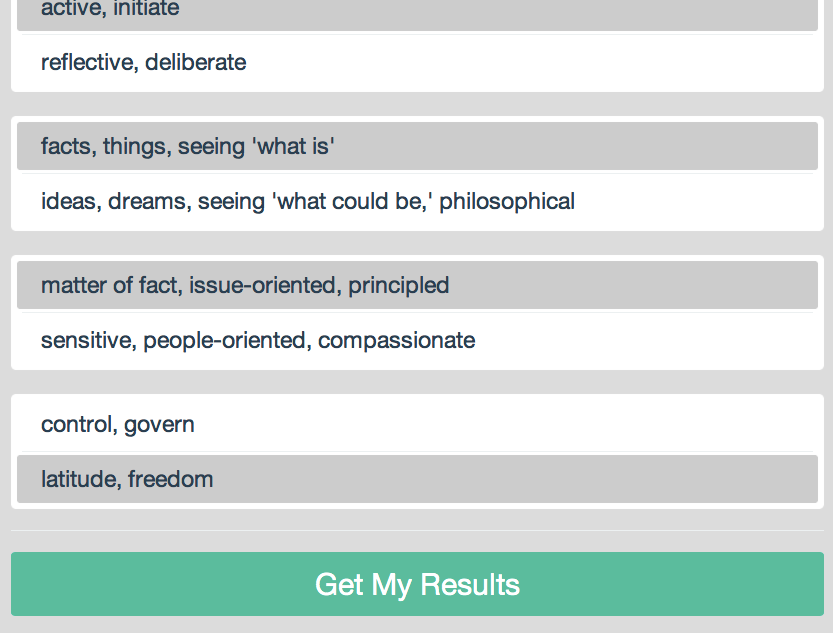 active, initiate
reflective, deliberate
facts, things, seeing 'what is'
ideas, dreams, seeing 'what could be,' philosophical
matter of fact, issue-oriented, principled
sensitive, people-oriented, compassionate
control, govern
latitude, freedom
Get My Results